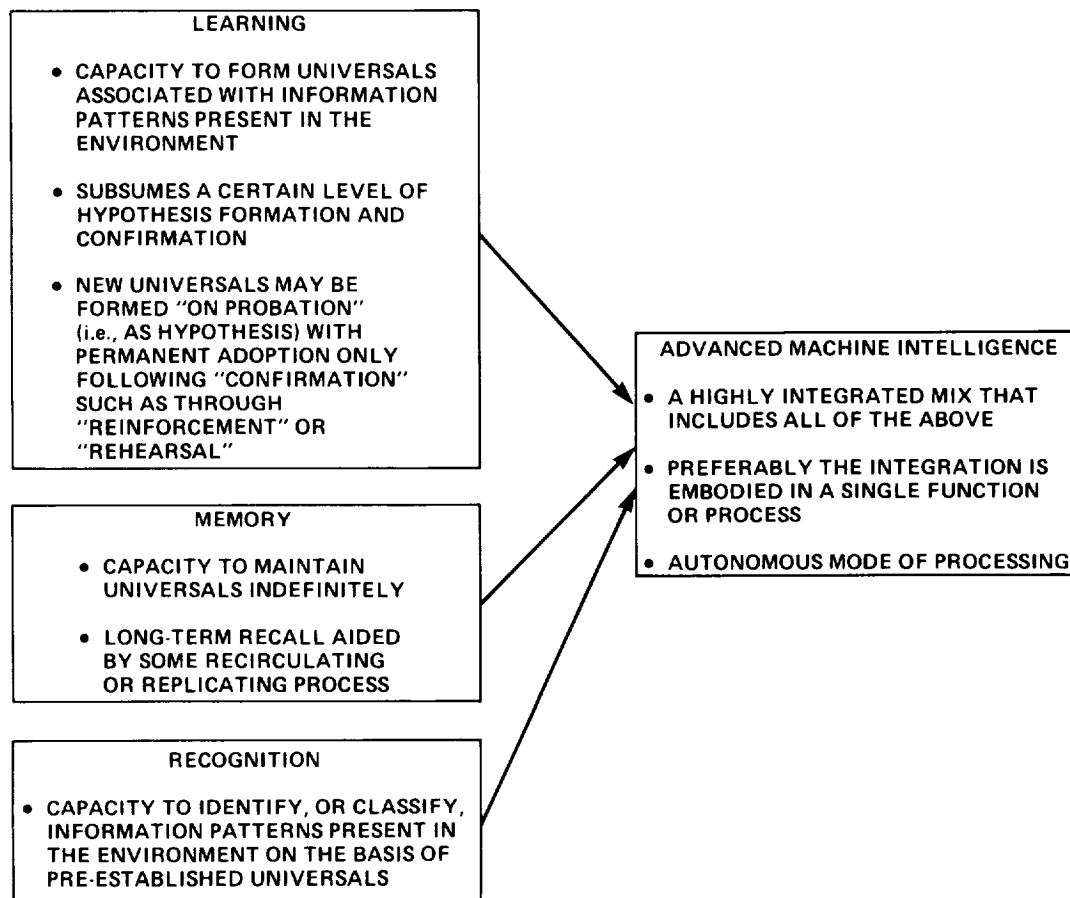 LEARNING
• CAPACITY TO FORM UNIVERSALS
ASSOCIATED WITH INFORMATION
PATTERNS PRESENT IN THE
ENVIRONMENT
• SUBSUMES A CERTAIN LEVEL OF
HYPOTHESIS FORMATION AND
CONFIRMATION
• NEW UNIVERSALS MAY BE
FORMED "ON PROBATION"
(i.e., AS HYPOTHESIS) WITH
PERMANENT ADOPTION ONLY
FOLLOWING "CONFIRMATION"
SUCH AS THROUGH
"REINFORCEMENT" OR
"REHEARSAL"
MEMORY
• CAPACITY TO MAINTAIN
UNIVERSALS INDEFINITELY
• LONG-TERM RECALL AIDED
BY SOME RECIRCULATING
OR REPLICATING PROCESS
RECOGNITION
• CAPACITY TO IDENTIFY, OR CLASSIFY,
INFORMATION PATTERNS PRESENT IN
THE ENVIRONMENT ON THE BASIS OF
PRE-ESTABLISHED UNIVERSALS
ADVANCED MACHINE INTELLIGENCE
• A HIGHLY INTEGRATED MIX THAT
INCLUDES ALL OF THE ABOVE
• PREFERABLY THE INTEGRATION IS
EMBODIED IN A SINGLE FUNCTION
OR PROCESS
• AUTONOMOUS MODE OF PROCESSING